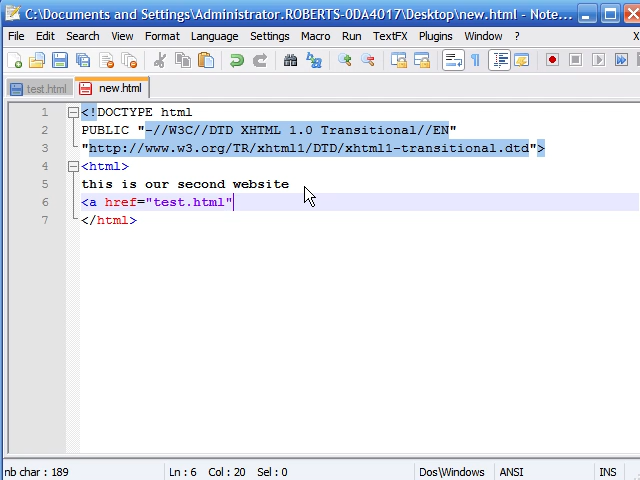 C:\Documents and Settings\Administrator.ROBERTS-0DA4017\Desktop\new.html - Note...
File Edit Search View Format Language Settings Macro Run TextFX Plugins Window ? X
test.html new.html
1 <!DOCTYPE html
2 PUBLIC "-//W3C//DTD XHTML 1.0 Transitional//EN"
3 "http://www.w3.org/TR/xhtml1/DTD/xhtml1-transitional.dtd">
4 <html>
5 this is our second website
6 <a href="test.html"
7 </html>
nb char : 189 Ln : 6 Col : 20 Sel : 0 Dos\Windows ANSI INS